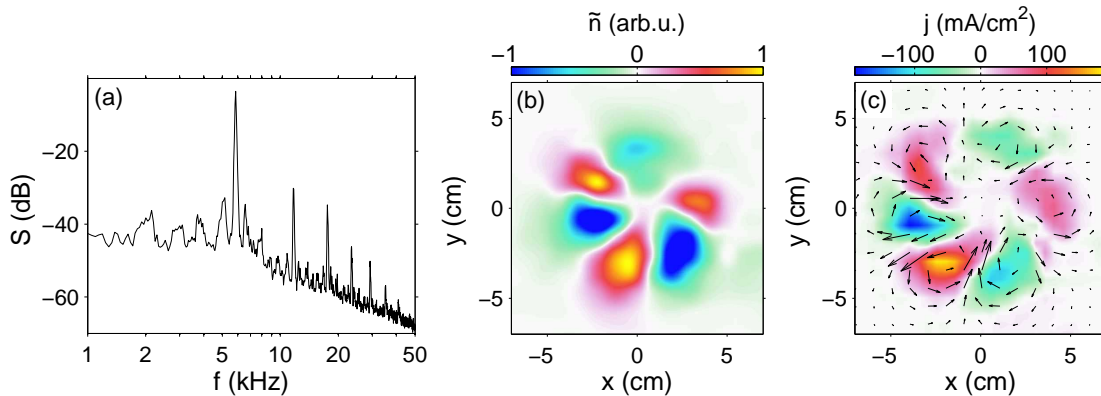 ñ (arb.u.)
j (mA/cm²)
−1 0 1
−100 0 100
(a)
(b)
(c)
S (dB)
−20
−40
−60
1 2 5 10 20 50
f (kHz)
y (cm)
5
0
−5
−5 0 5
x (cm)
y (cm)
5
0
−5
−5 0 5
x (cm)